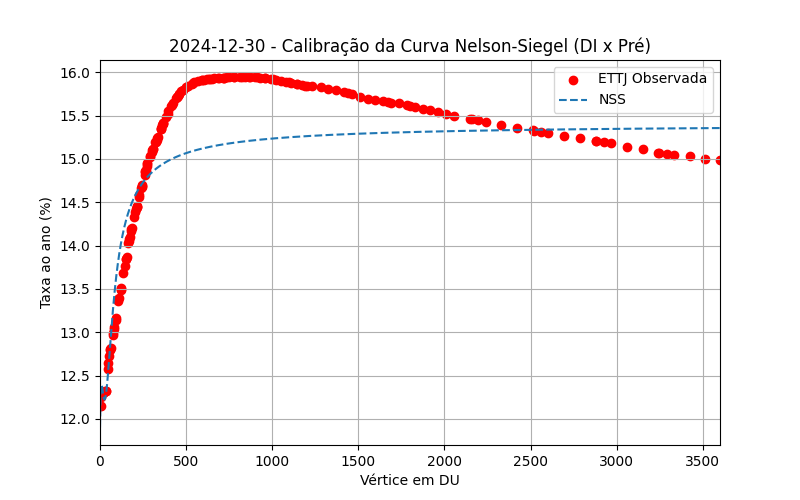 2024-12-30 - Calibração da Curva Nelson-Siegel (DI x Pré)
ETTJ Observada
NSS
Taxa ao ano (%)
16.0
15.5
15.0
14.5
14.0
13.5
13.0
12.5
12.0
0 500 1000 1500 2000 2500 3000 3500
Vértice em DU